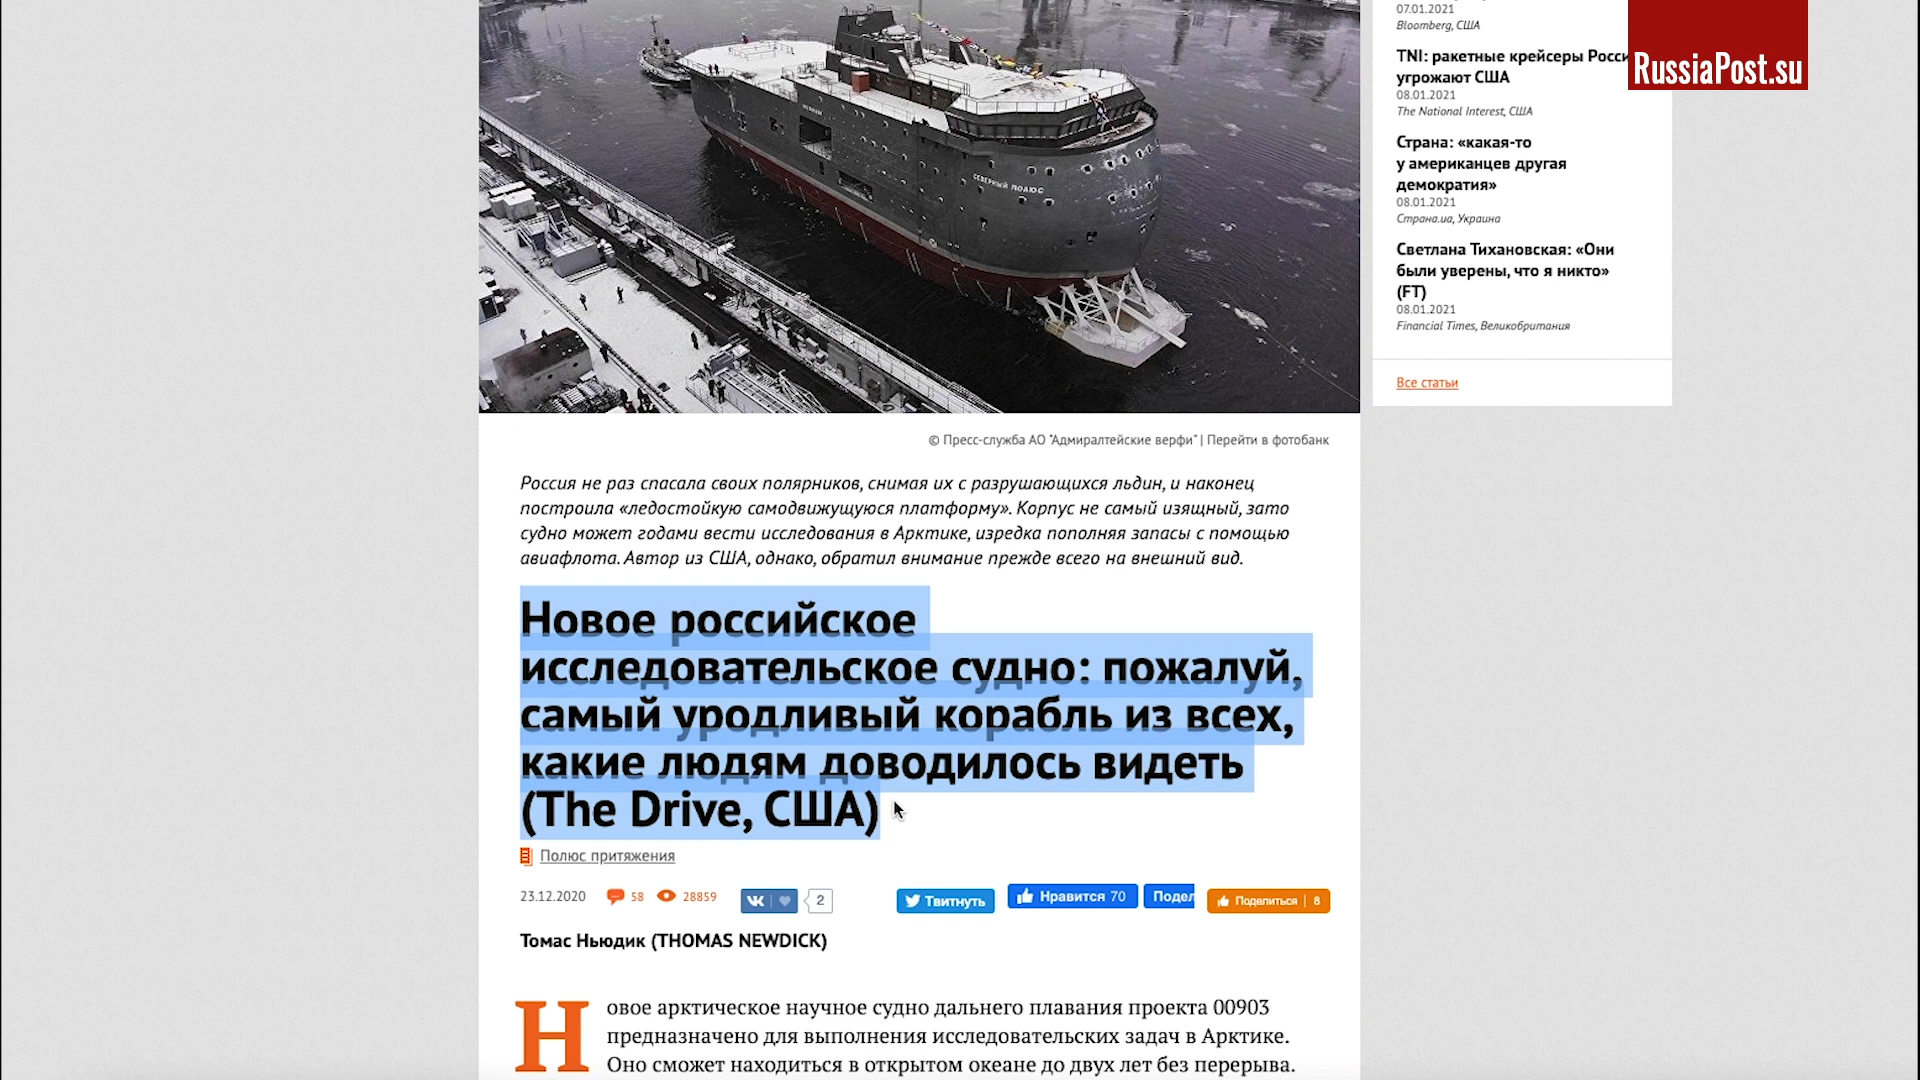 07.01.2021
Bloomberg, США
TNI: ракетные крейсеры Росси
угрожают США
08.01.2021
The National Interest, США
Страна: «какая-то
у американцев другая
демократия»
08.01.2021
Страна.ua, Украина
Светлана Тихановская: «Они
были уверены, что я никто»
(FT)
08.01.2021
Financial Times, Великобритания
Все статьи
RussiaPost.su
СЕВЕРНЫЙ ПОЛЮС
© Пресс-служба АО "Адмиралтейские верфи" | Перейти в фотобанк
Россия не раз спасала своих полярников, снимая их с разрушающихся льдин, и наконец
построила «ледостойкую самодвижущуюся платформу». Корпус не самый изящный, зато
судно может годами вести исследования в Арктике, изредка пополняя запасы с помощью
авиафлота. Автор из США, однако, обратил внимание прежде всего на внешний вид.
Новое российское
исследовательское судно: пожалуй,
самый уродливый корабль из всех,
какие людям доводилось видеть
(The Drive, США)
Полюс притяжения
23.12.2020 58 28859 2 Твитнуть Нравится 70 Подел Поделиться | 8
Томас Ньюдик (THOMAS NEWDICK)
Новое арктическое научное судно дальнего плавания проекта 00903
предназначено для выполнения исследовательских задач в Арктике.
Оно сможет находиться в открытом океане до двух лет без перерыва.